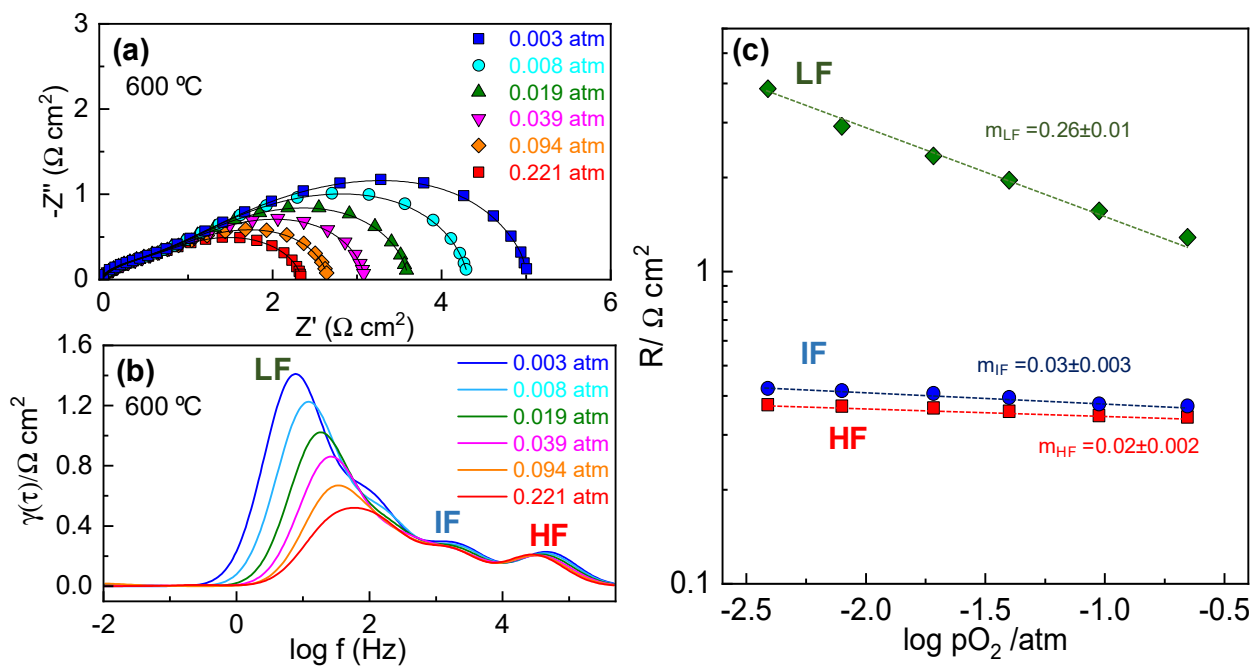 (a)
600 ºC
0.003 atm
0.008 atm
0.019 atm
0.039 atm
0.094 atm
0.221 atm
-Z'' (Ω cm²)
3
2
1
0
0
2
4
6
Z' (Ω cm²)
(b)
600 ºC
LF
IF
HF
0.003 atm
0.008 atm
0.019 atm
0.039 atm
0.094 atm
0.221 atm
γ(τ)/Ω cm²
1.6
1.2
0.8
0.4
0.0
-2
0
2
4
log f (Hz)
(c)
LF
m_LF = 0.26±0.01
IF
m_IF = 0.03±0.003
HF
m_HF = 0.02±0.002
R/ Ω cm²
1
0.1
-2.5
-2.0
-1.5
-1.0
-0.5
log pO₂ /atm